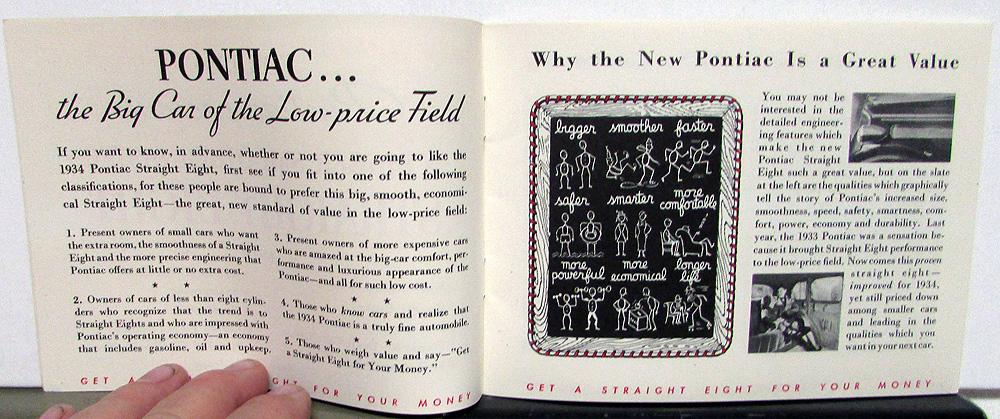 PONTIAC...
the Big Car of the Low-price Field
If you want to know, in advance, whether or not you are going to like the
1934 Pontiac Straight Eight, first see if you fit into one of the following
classifications, for these people are bound to prefer this big, smooth, economi-
cal Straight Eight—the great, new standard of value in the low-price field:
1. Present owners of small cars who want
the extra room, the smoothness of a Straight
Eight and the more precise engineering that
Pontiac offers at little or no extra cost.
★ ★
2. Owners of cars of less than eight cylin-
ders who recognize that the trend is to
Straight Eights and who are impressed with
Pontiac's operating economy—an economy
that includes gasoline, oil and upkeep.
3. Present owners of more expensive cars
who are amazed at the big-car comfort, per-
formance and luxurious appearance of the
Pontiac—and all for such low cost.
★ ★
4. Those who know cars and realize that
the 1934 Pontiac is a truly fine automobile.
★ ★
5. Those who weigh value and say—"Get
a Straight Eight for Your Money."
GET A GHT FOR YOUR MONEY
Why the New Pontiac Is a Great Value
bigger smoother faster
safer smarter more comfortable
more powerful more economical longer life
You may not be
interested in the
detailed engineer-
ing features which
make the new
Pontiac Straight
Eight such a great value, but on the slate
at the left are the qualities which graphically
tell the story of Pontiac's increased size,
smoothness, speed, safety, smartness, com-
fort, power, economy and durability. Last
year, the 1933 Pontiac was a sensation be-
cause it brought Straight Eight performance
to the low-price field. Now comes this proven
straight eight—
improved for 1934,
yet still priced down
among smaller cars
and leading in the
qualities which you
want in your next car.
GET A STRAIGHT EIGHT FOR YOUR MONEY